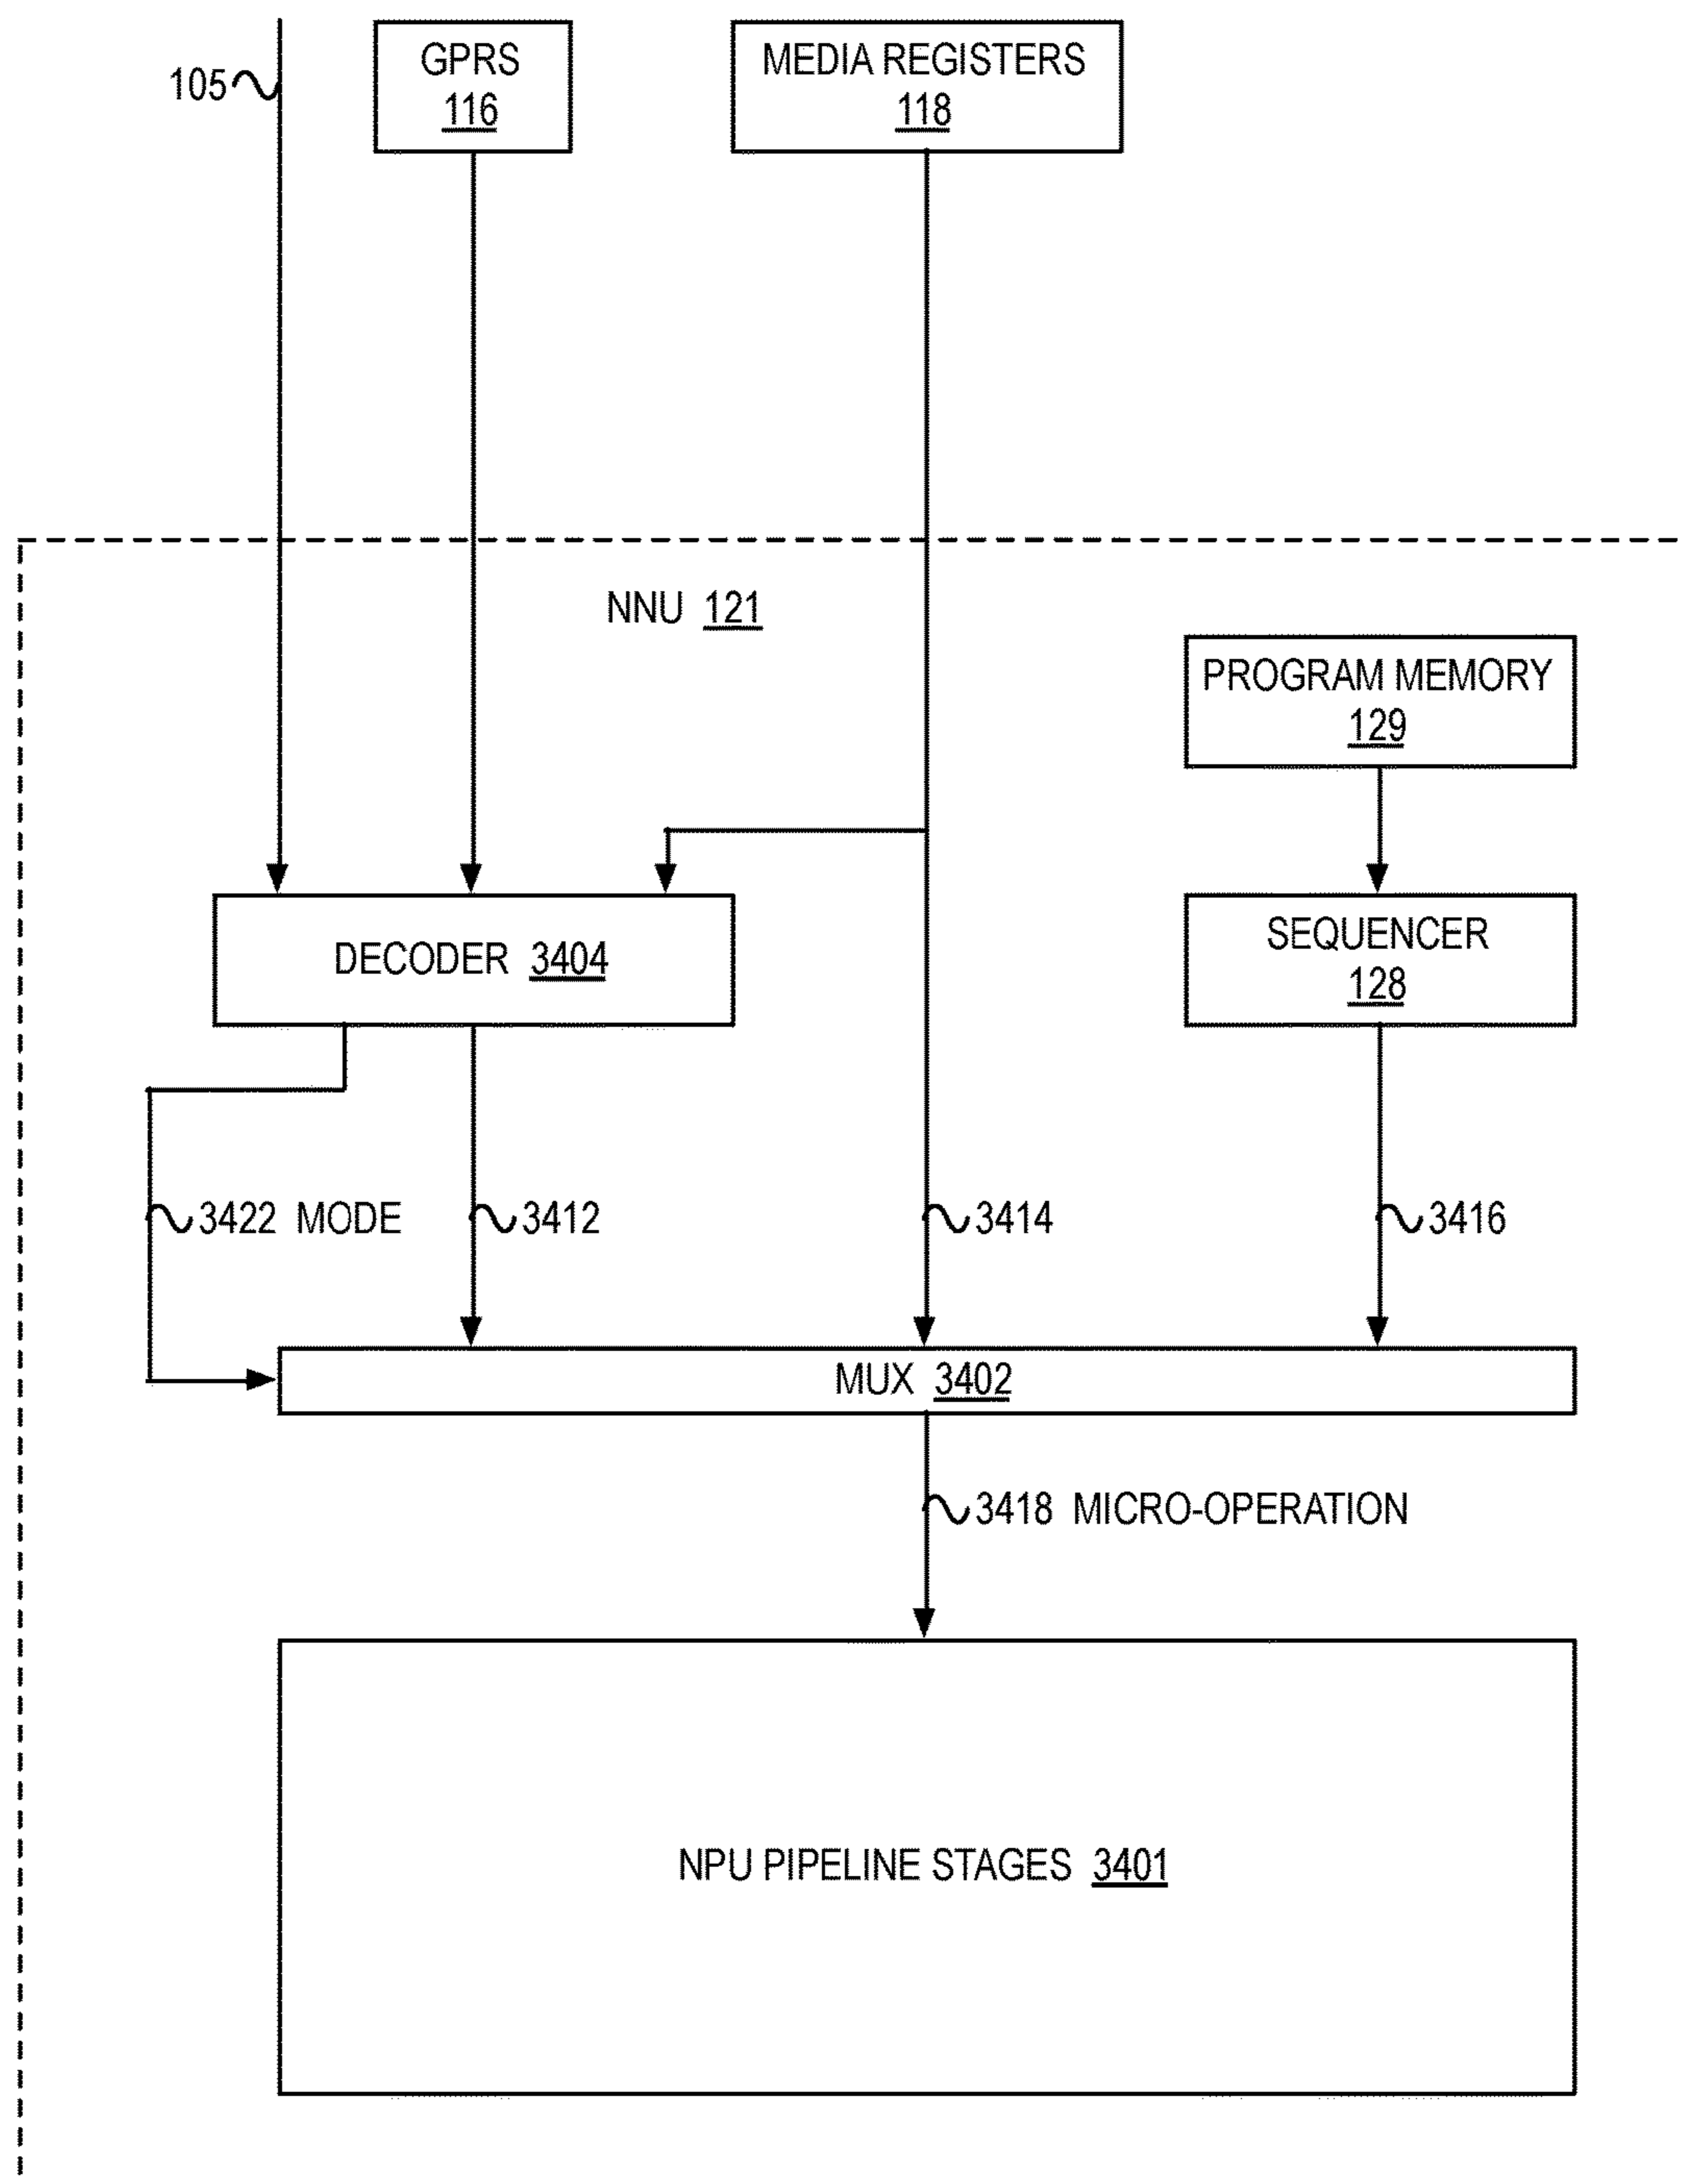 105
GPRS
116
MEDIA REGISTERS
118
NNU 121
PROGRAM MEMORY
129
DECODER 3404
SEQUENCER
128
3422 MODE
3412
3414
3416
MUX 3402
3418 MICRO-OPERATION
NPU PIPELINE STAGES 3401